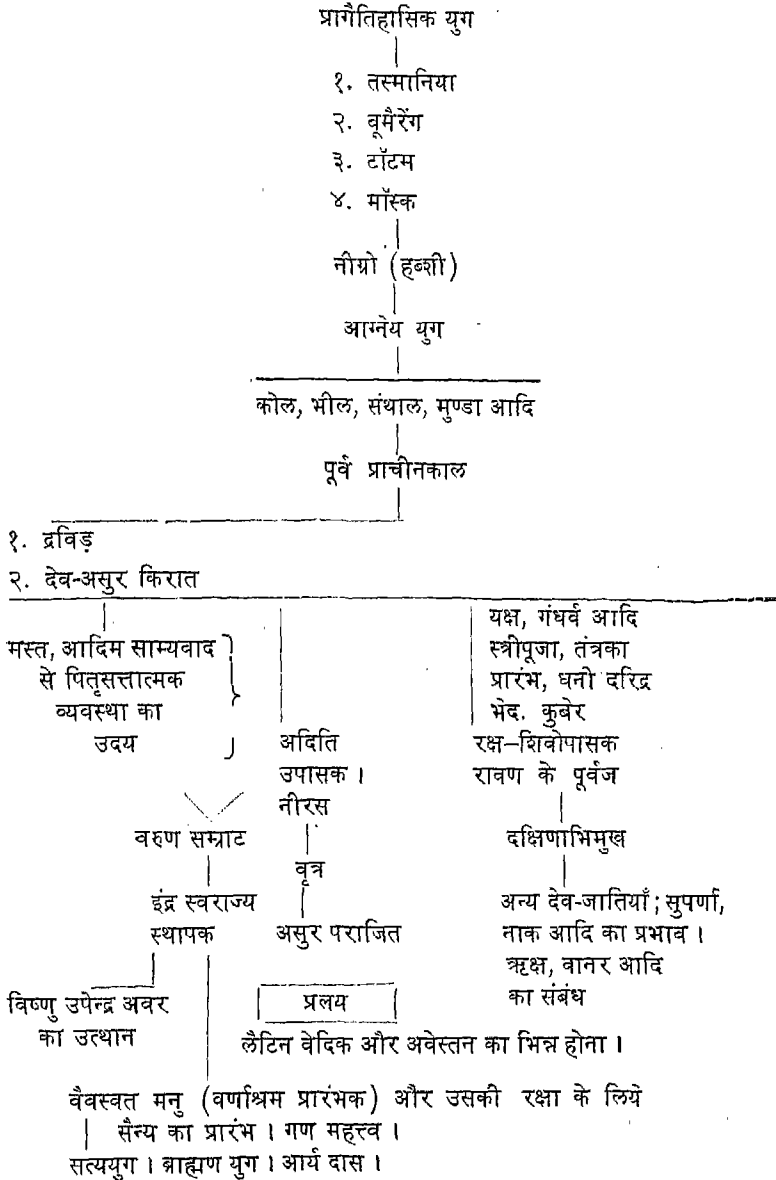 प्रागैतिहासिक युग
१. तस्मानिया
२. वूमैरेंग
३. टॉटम
४. मॉस्क
नीग्रो (हब्शी)
आग्नेय युग
कोल, भील, संथाल, मुण्डा आदि
पूर्व प्राचीनकाल
१. द्रविड़
२. देव-असुर किरात
मस्त, आदिम साम्यवाद
से पितृसत्तात्मक
व्यवस्था का
उदय
वरुण सम्राट
इंद्र स्वराज्य
स्थापक
विष्णु उपेन्द्र अवर
का उत्थान
अदिति
उपासक ।
नीरस
वृत्र
असुर पराजित
यक्ष, गंधर्व आदि
स्त्रीपूजा, तंत्रका
प्रारंभ, धनी दरिद्र
भेद. कुबेर
रक्ष–शिवोपासक
रावण के पूर्वज
दक्षिणाभिमुख
अन्य देव-जातियाँ ; सुपर्णा,
नाक आदि का प्रभाव ।
ऋक्ष, वानर आदि
का संबंध
प्रलय
लैटिन वेदिक और अवेस्तन का भिन्न होना ।
वैवस्वत मनु (वर्णाश्रम प्रारंभक) और उसकी रक्षा के लिये
सैन्य का प्रारंभ । गण महत्त्व ।
सत्ययुग । ब्राह्मण युग । आर्य दास ।